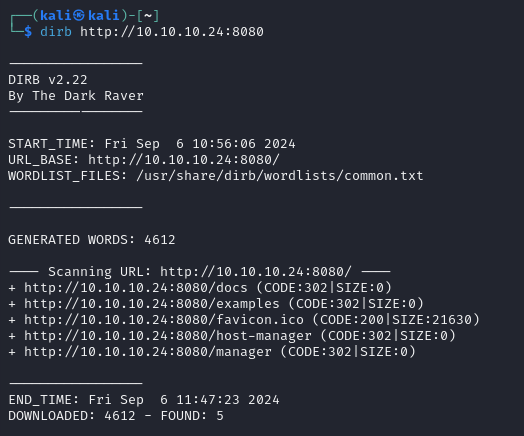 ┌──(kali㉿kali)-[~]
└─$ dirb http://10.10.10.24:8080
-----------------
DIRB v2.22
By The Dark Raver
-----------------
START_TIME: Fri Sep  6 10:56:06 2024
URL_BASE: http://10.10.10.24:8080/
WORDLIST_FILES: /usr/share/dirb/wordlists/common.txt
-----------------
GENERATED WORDS: 4612
---- Scanning URL: http://10.10.10.24:8080/ ----
+ http://10.10.10.24:8080/docs (CODE:302|SIZE:0)
+ http://10.10.10.24:8080/examples (CODE:302|SIZE:0)
+ http://10.10.10.24:8080/favicon.ico (CODE:200|SIZE:21630)
+ http://10.10.10.24:8080/host-manager (CODE:302|SIZE:0)
+ http://10.10.10.24:8080/manager (CODE:302|SIZE:0)
-----------------
END_TIME: Fri Sep  6 11:47:23 2024
DOWNLOADED: 4612 - FOUND: 5